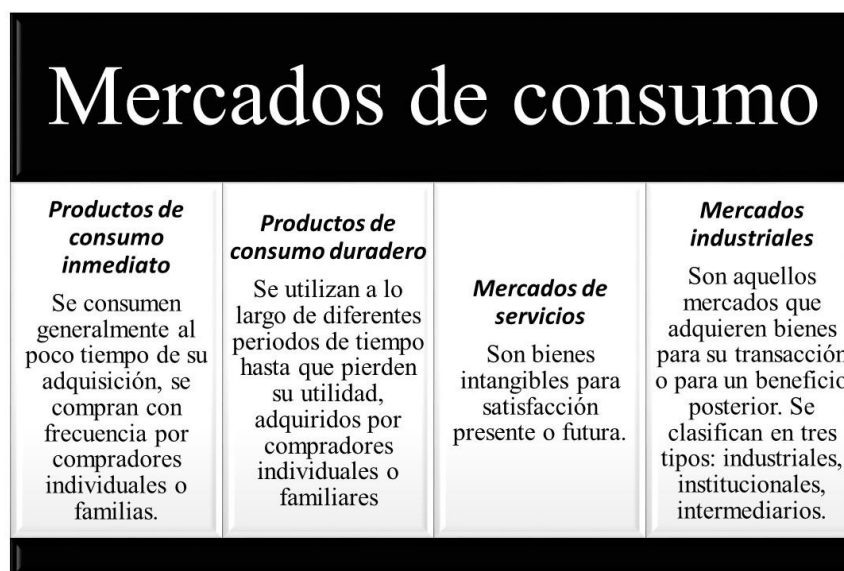 Mercados de consumo
Productos de
consumo
inmediato
Se consumen
generalmente al
poco tiempo de su
adquisición, se
compran con
frecuencia por
compradores
individuales o
familias.
Productos de
consumo duradero
Se utilizan a lo
largo de diferentes
periodos de tiempo
hasta que pierden
su utilidad,
adquiridos por
compradores
individuales o
familiares
Mercados de
servicios
Son bienes
intangibles para
satisfacción
presente o futura.
Mercados
industriales
Son aquellos
mercados que
adquieren bienes
para su transacción
o para un beneficio
posterior. Se
clasifican en tres
tipos: industriales,
institucionales,
intermediarios.